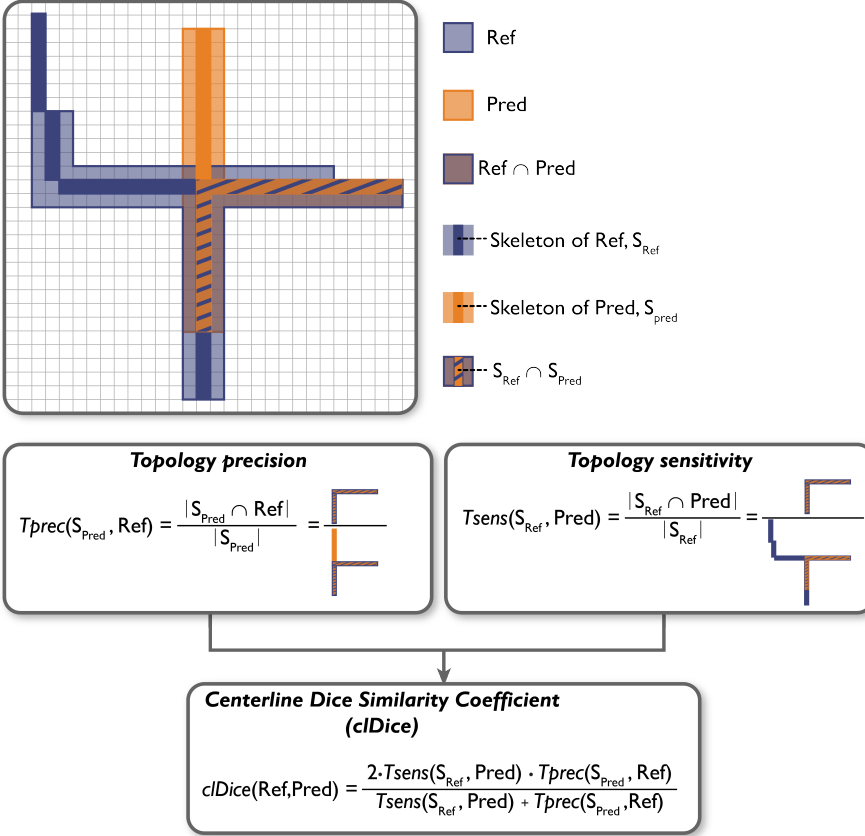 Ref
Pred
Ref ∩ Pred
Skeleton of Ref, S_Ref
Skeleton of Pred, S_pred
S_Ref ∩ S_Pred
Topology precision
Tprec(S_Pred, Ref) = |S_Pred ∩ Ref| / |S_Pred| =
Topology sensitivity
Tsens(S_Ref, Pred) = |S_Ref ∩ Pred| / |S_Ref| =
Centerline Dice Similarity Coefficient
(clDice)
clDice(Ref,Pred) = 2·Tsens(S_Ref, Pred) · Tprec(S_Pred, Ref) / Tsens(S_Ref, Pred) + Tprec(S_Pred,Ref)